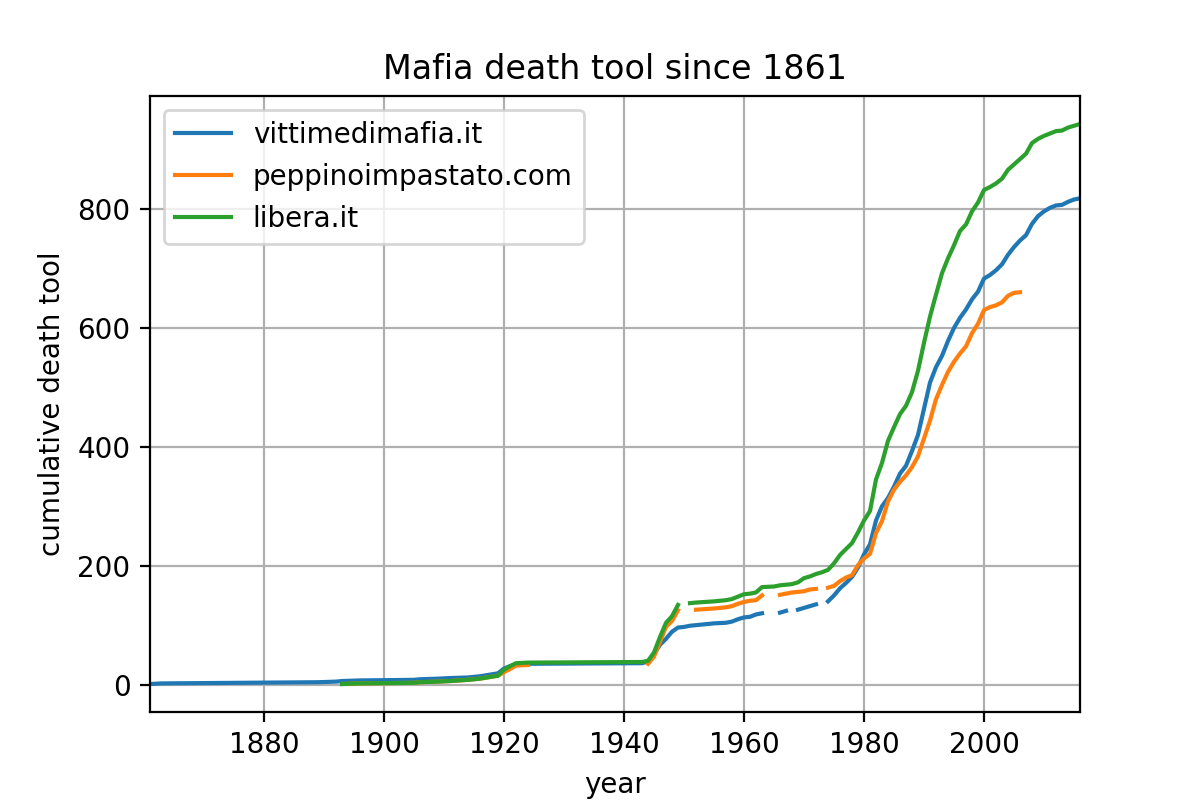 Mafia death tool since 1861
vittimedimafia.it
peppinoimpastato.com
libera.it
cumulative death tool
800
600
400
200
0
1880 1900 1920 1940 1960 1980 2000
year